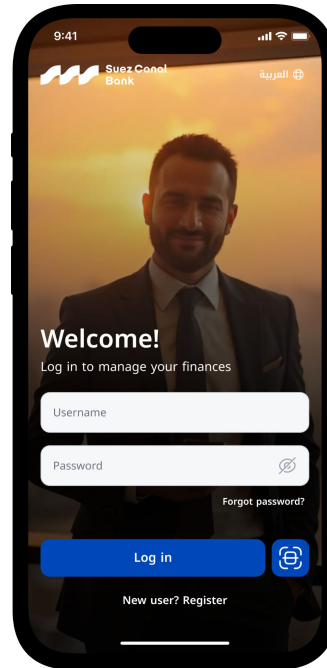 9:41
Suez Canal
Bank
العربية
Welcome!
Log in to manage your finances
Username
Password
Forgot password?
Log in
New user? Register